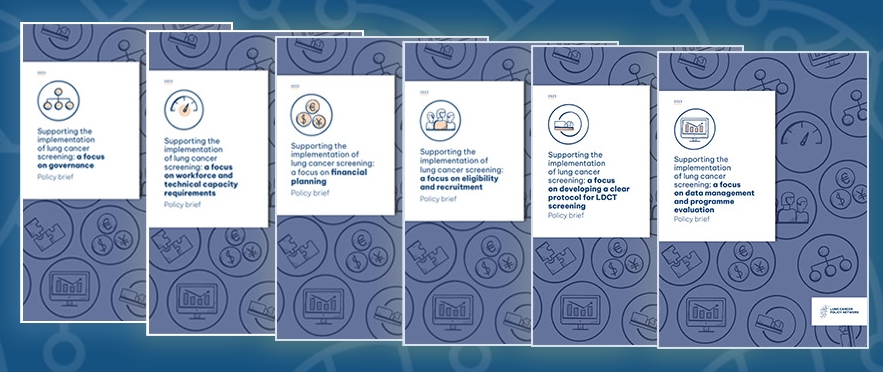 2023
Supporting the
implementation
of lung cancer
screening: a focus
on governance
Policy brief
2023
Supporting the
implementation
of lung cancer
screening: a focus
on workforce and
technical capacity
requirements
Policy brief
2023
Supporting the
implementation of
lung cancer screening:
a focus on financial
planning
Policy brief
2023
Supporting the
implementation of
lung cancer screening:
a focus on eligibility
and recruitment
Policy brief
2023
Supporting the
implementation
of lung cancer
screening: a focus
on developing a clear
protocol for LDCT
screening
Policy brief
2023
Supporting the
implementation
of lung cancer
screening: a focus
on data management
and programme
evaluation
Policy brief
LUNG CANCER
POLICY NETWORK